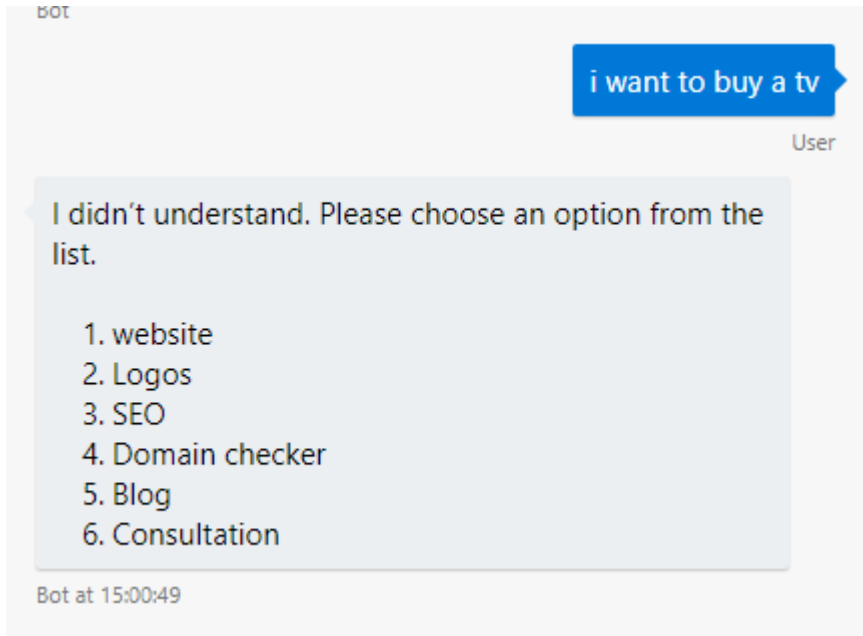 Bot
i want to buy a tv
User
I didn't understand. Please choose an option from the
list.
1. website
2. Logos
3. SEO
4. Domain checker
5. Blog
6. Consultation
Bot at 15:00:49